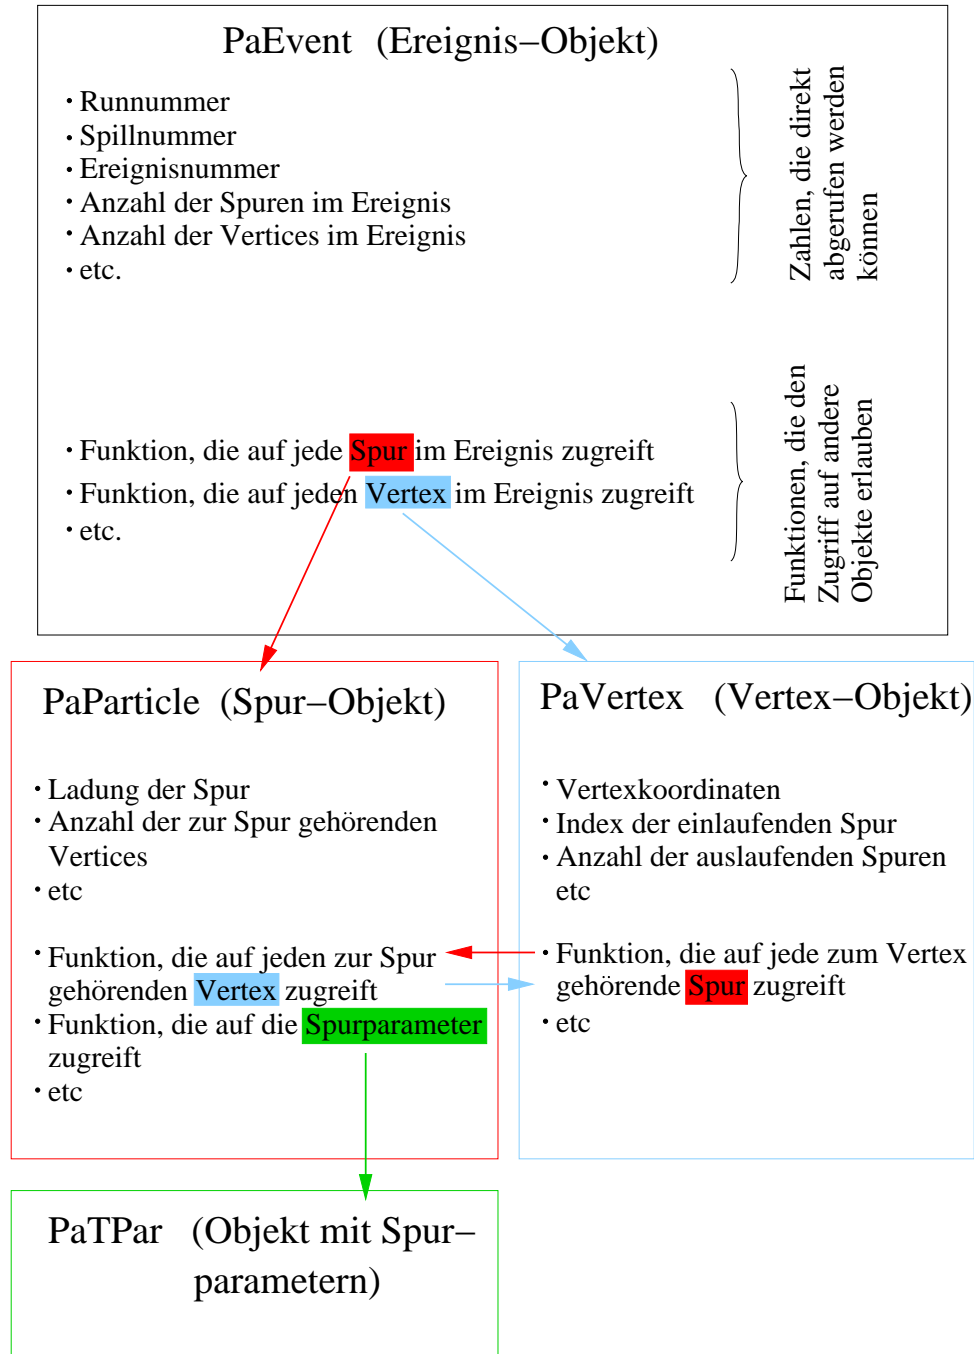 PaEvent (Ereignis–Objekt)
· Runnummer
· Spillnummer
· Ereignisnummer
· Anzahl der Spuren im Ereignis
· Anzahl der Vertices im Ereignis
· etc.
Zahlen, die direkt
abgerufen werden
können
· Funktion, die auf jede Spur im Ereignis zugreift
· Funktion, die auf jeden Vertex im Ereignis zugreift
· etc.
Funktionen, die den
Zugriff auf andere
Objekte erlauben
PaParticle (Spur–Objekt)
· Ladung der Spur
· Anzahl der zur Spur gehörenden
Vertices
· etc
· Funktion, die auf jeden zur Spur
gehörenden Vertex zugreift
· Funktion, die auf die Spurparameter
zugreift
· etc
PaVertex (Vertex–Objekt)
· Vertexkoordinaten
· Index der einlaufenden Spur
· Anzahl der auslaufenden Spuren
etc
· Funktion, die auf jede zum Vertex
gehörende Spur zugreift
· etc
PaTPar (Objekt mit Spur–
parametern)